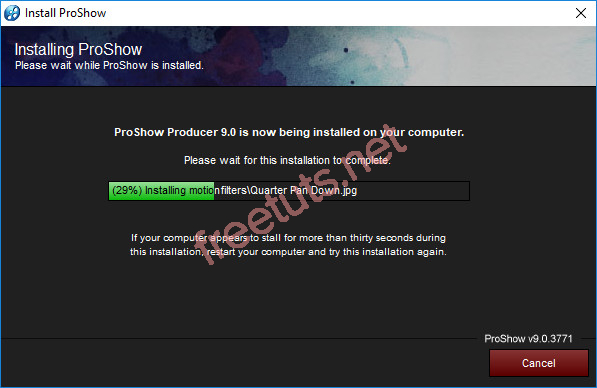 Install ProShow
Installing ProShow
Please wait while ProShow is installed.
ProShow Producer 9.0 is now being installed on your computer.
Please wait for this installation to complete.
(29%) Installing motionfilters\Quarter Pan Down.jpg
If your computer appears to stall for more than thirty seconds during
this installation, restart your computer and try this installation again.
freetuts.net
ProShow v9.0.3771
Cancel